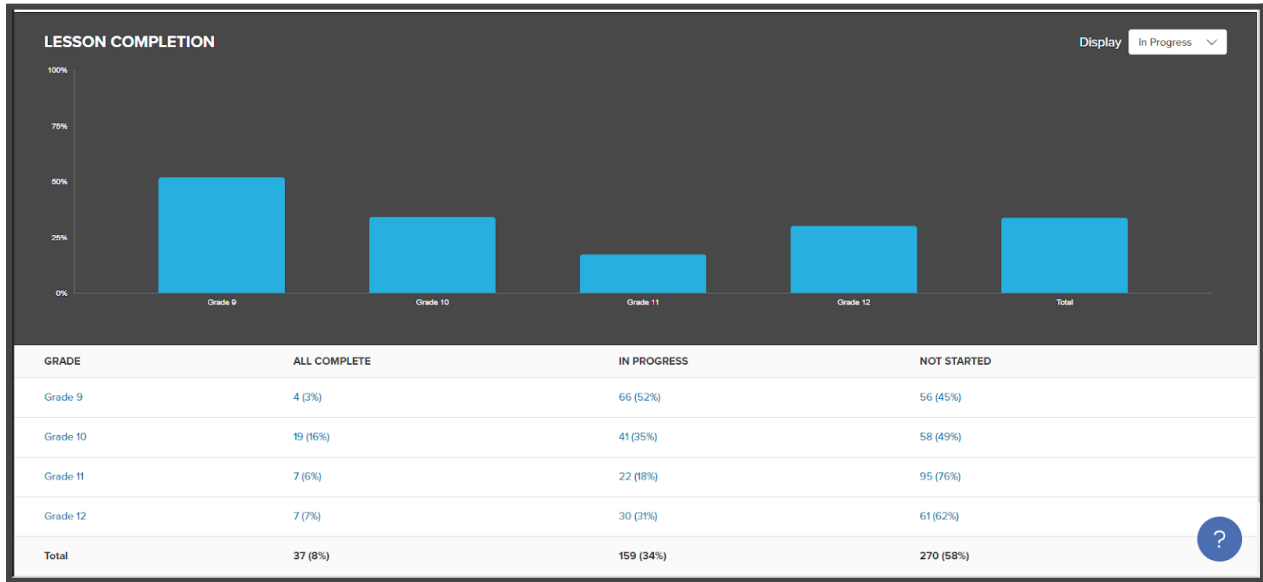 LESSON COMPLETION
Display In Progress
100%
75%
50%
25%
0%
Grade 9 Grade 10 Grade 11 Grade 12 Total
GRADE ALL COMPLETE IN PROGRESS NOT STARTED
Grade 9 4 (3%) 66 (52%) 56 (45%)
Grade 10 19 (16%) 41 (35%) 58 (49%)
Grade 11 7 (6%) 22 (18%) 95 (76%)
Grade 12 7 (7%) 30 (31%) 61 (62%)
Total 37 (8%) 159 (34%) 270 (58%)
?